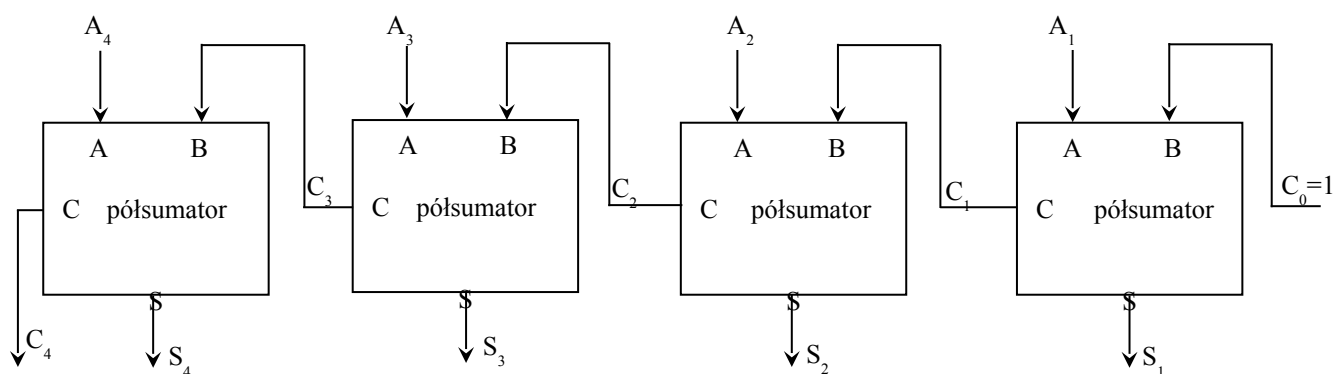 A₄ A₃ A₂ A₁
A B A B A B A B
C₃ C₂ C₁ C₀=1
C półsumator C półsumator C półsumator C półsumator
S S S S
C₄ S₄ S₃ S₂ S₁